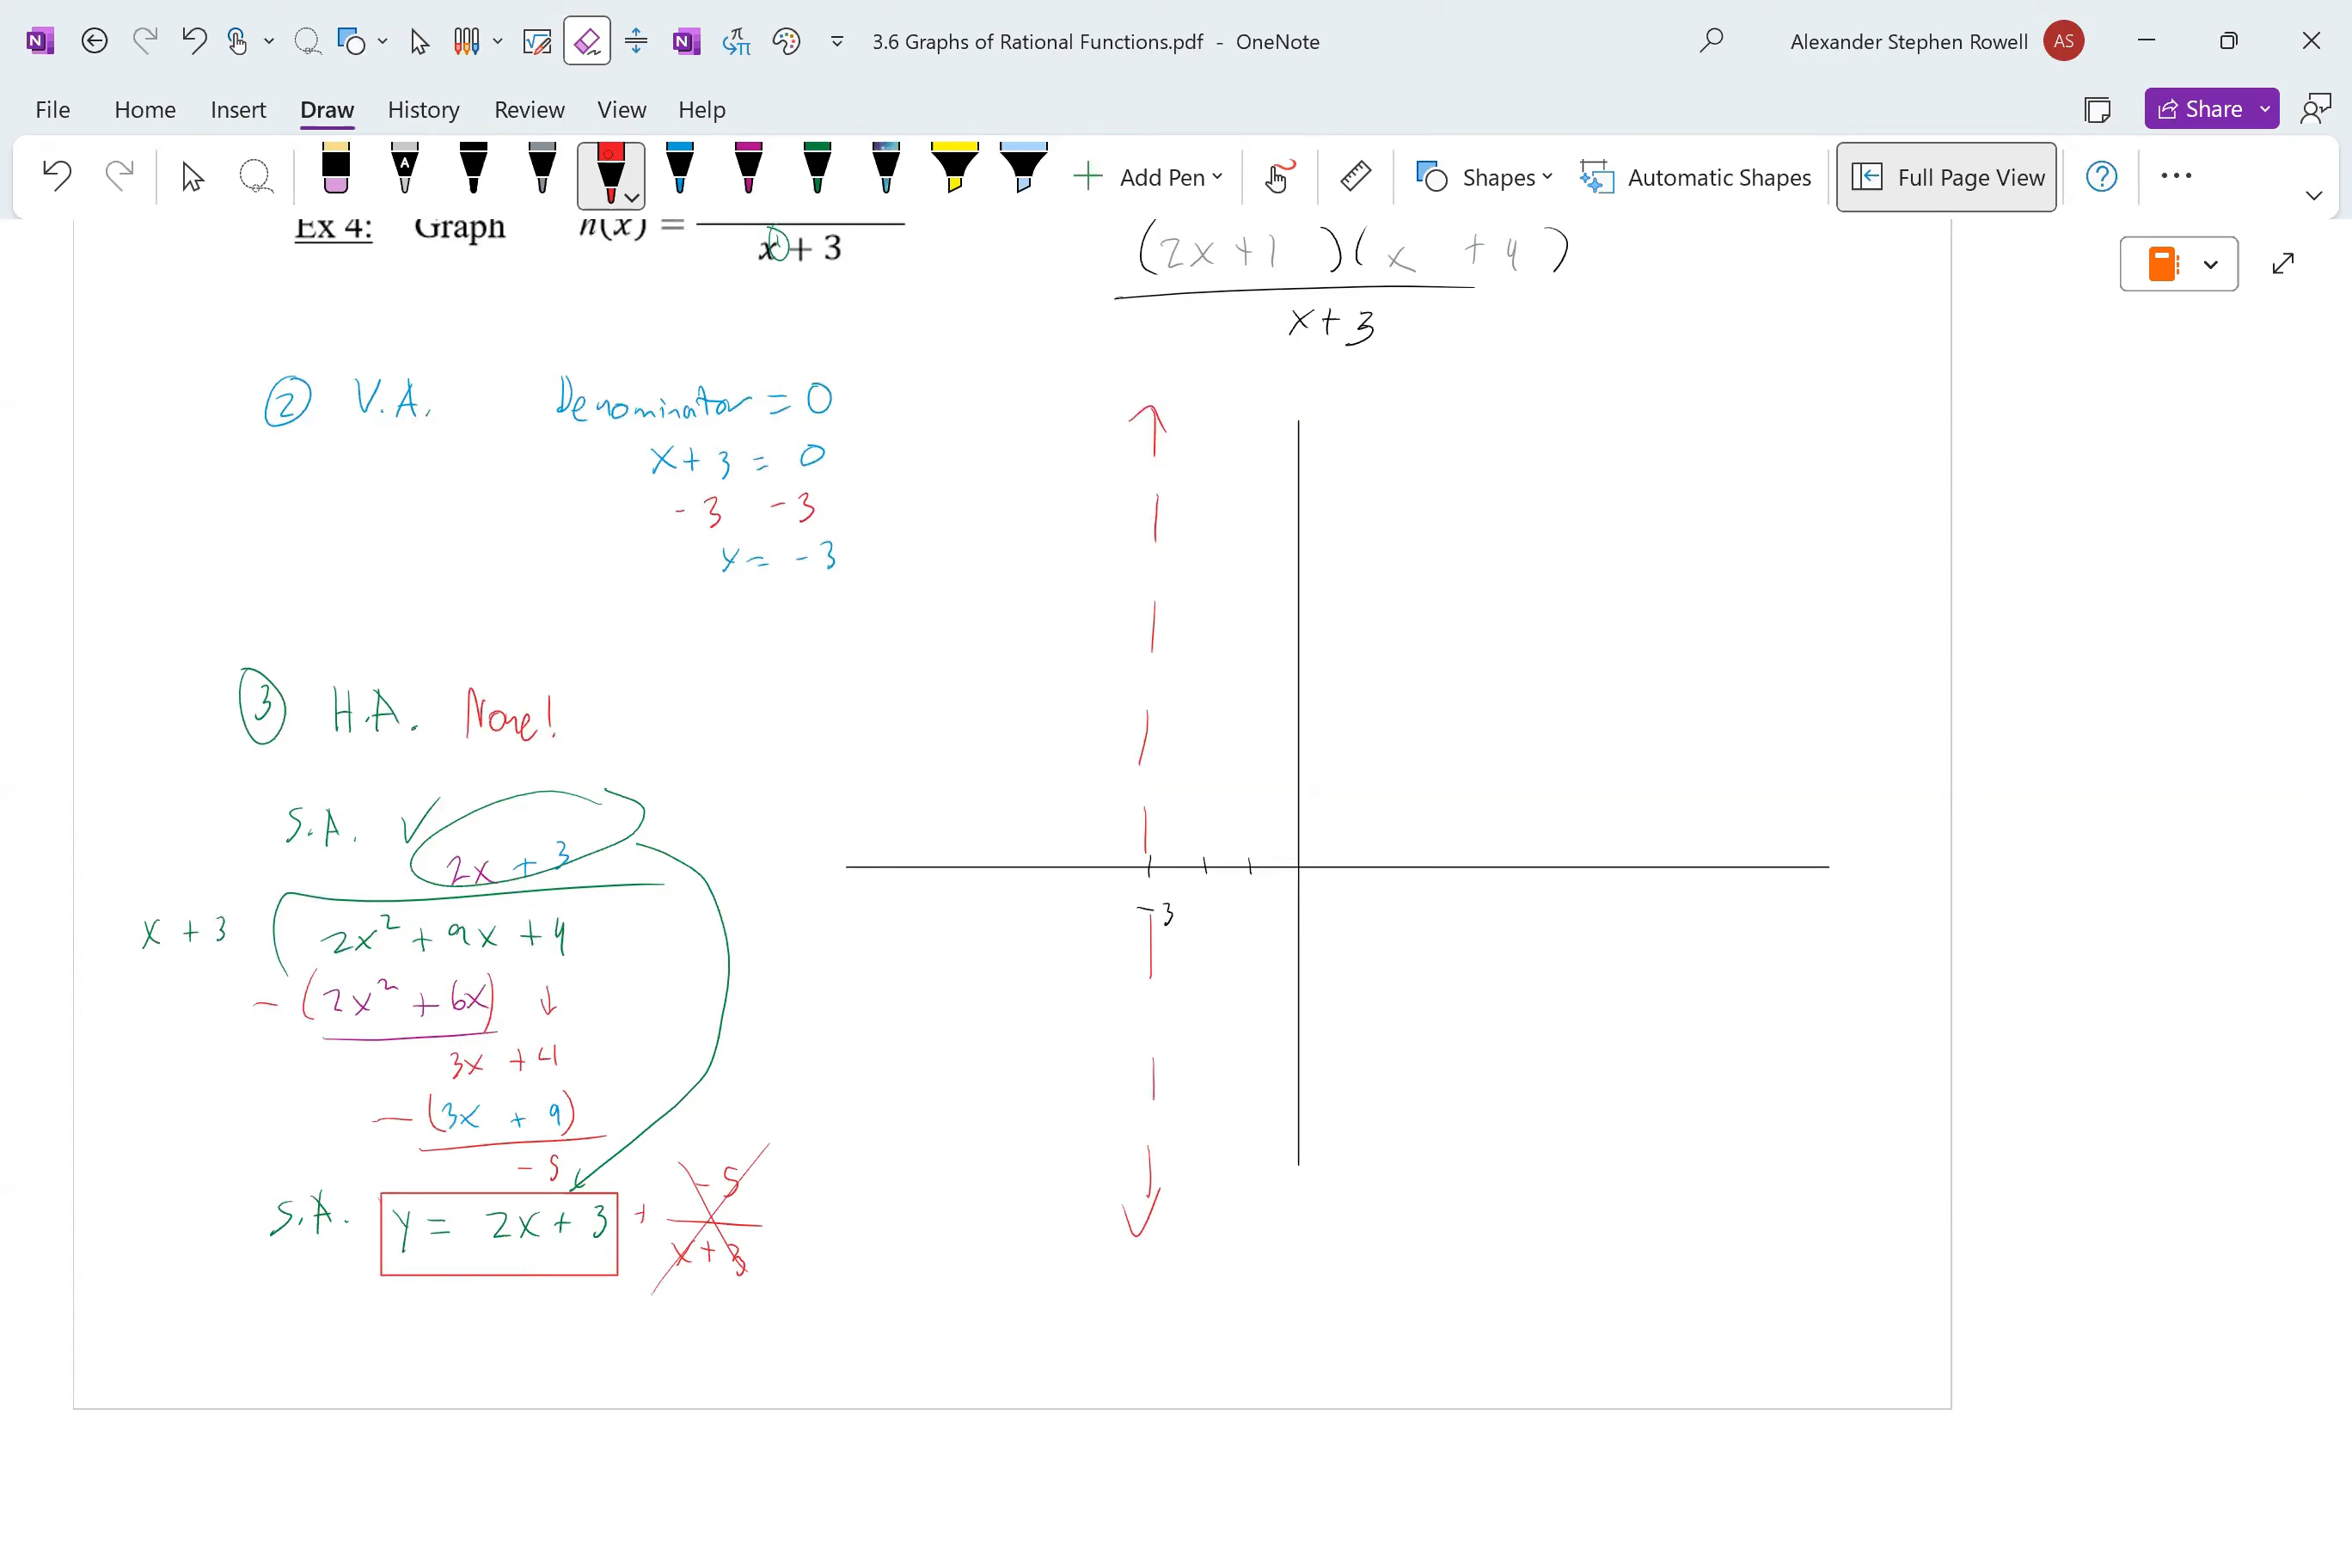 3.6 Graphs of Rational Functions.pdf - OneNote
Alexander Stephen Rowell AS
File Home Insert Draw History Review View Help
Share
Add Pen Shapes Automatic Shapes Full Page View
Ex 4: Graph h(x) =
x + 3
(2x + 1)(x + 4)
x + 3
② V.A. Denominator = 0
x + 3 = 0
- 3 - 3
x = - 3
③ H.A. None!
S.A. ✓
2x + 3
x + 3
2x² + 9x + 4
- (2x² + 6x) ↓
3x + 4
- (3x + 9)
- 5
S.A. y = 2x + 3 + -5
x + 3
-3